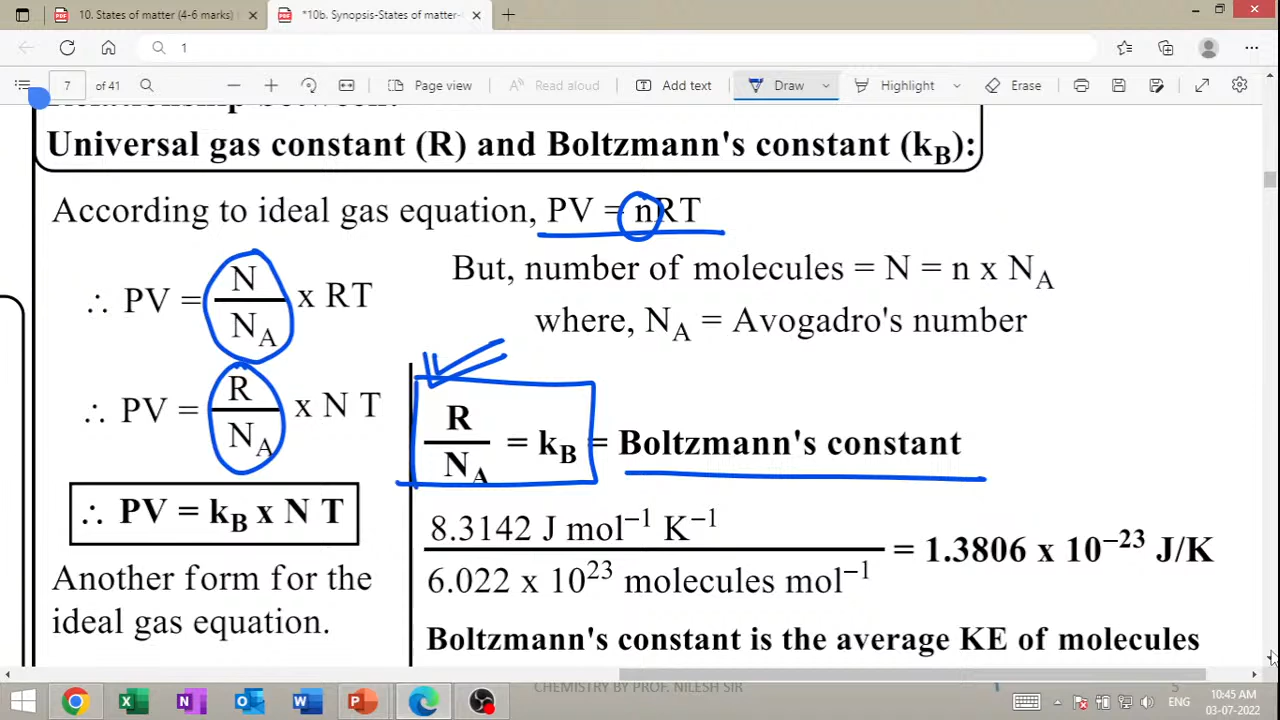 10. States of matter (4-6 marks)
*10b. Synopsis-States of matter-
1
7 of 41
Page view
Read aloud
Add text
Draw
Highlight
Erase
Universal gas constant (R) and Boltzmann's constant (kB):
According to ideal gas equation, PV = nRT
∴ PV = N/NA x RT
But, number of molecules = N = n x NA
where, NA = Avogadro's number
∴ PV = R/NA x N T
R/NA = kB = Boltzmann's constant
∴ PV = kB x N T
8.3142 J mol−1 K−1 / 6.022 x 10^23 molecules mol−1 = 1.3806 x 10^−23 J/K
Another form for the
ideal gas equation.
Boltzmann's constant is the average KE of molecules
CHEMISTRY BY PROF. NILESH SIR
ENG
10:45 AM
03-07-2022